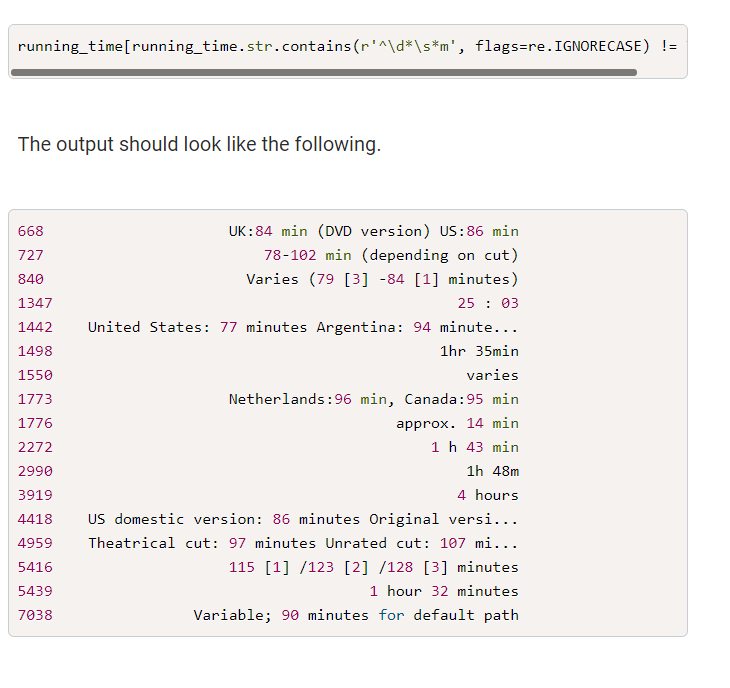 running_time[running_time.str.contains(r'^\d*\s*m', flags=re.IGNORECASE) !=
The output should look like the following.
668 UK:84 min (DVD version) US:86 min
727 78-102 min (depending on cut)
840 Varies (79 [3] -84 [1] minutes)
1347 25 : 03
1442 United States: 77 minutes Argentina: 94 minute...
1498 1hr 35min
1550 varies
1773 Netherlands:96 min, Canada:95 min
1776 approx. 14 min
2272 1 h 43 min
2990 1h 48m
3919 4 hours
4418 US domestic version: 86 minutes Original versi...
4959 Theatrical cut: 97 minutes Unrated cut: 107 mi...
5416 115 [1] /123 [2] /128 [3] minutes
5439 1 hour 32 minutes
7038 Variable; 90 minutes for default path